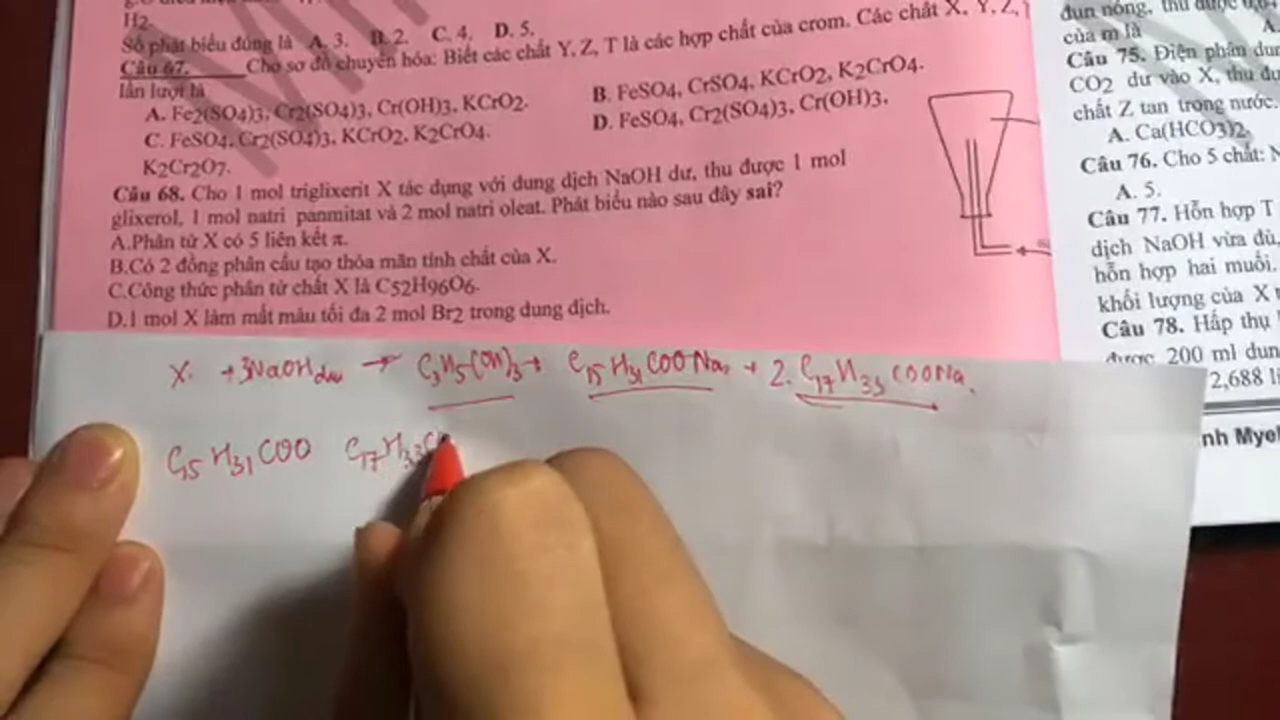 H2.
Số phát biểu đúng là A. 3. B. 2. C. 4. D. 5.
Câu 67. Cho sơ đồ chuyển hóa: Biết các chất Y, Z, T là các hợp chất của crom. Các chất X, Y, Z,
lần lượt là
A. Fe2(SO4)3, Cr2(SO4)3, Cr(OH)3, KCrO2.
B. FeSO4, CrSO4, KCrO2, K2CrO4.
C. FeSO4, Cr2(SO4)3, KCrO2, K2CrO4.
D. FeSO4, Cr2(SO4)3, Cr(OH)3,
K2Cr2O7.
Câu 68. Cho 1 mol triglixerit X tác dụng với dung dịch NaOH dư, thu được 1 mol
glixerol, 1 mol natri panmitat và 2 mol natri oleat. Phát biểu nào sau đây sai?
A.Phân tử X có 5 liên kết π.
B.Có 2 đồng phân cấu tạo thỏa mãn tính chất của X.
C.Công thức phân tử chất X là C52H96O6.
D.1 mol X làm mất màu tối đa 2 mol Br2 trong dung dịch.
X + 3NaOH dư → C3H5(OH)3 + C15H31COONa + 2. C17H33COONa.
C15H31COO C17H33C
đun nóng, thu được
của m là A.
Câu 75. Điện phân dun
CO2 dư vào X, thu đư
chất Z tan trong nước.
A. Ca(HCO3)2.
Câu 76. Cho 5 chất: N
A. 5.
Câu 77. Hỗn hợp T
dịch NaOH vừa đủ,
hỗn hợp hai muối.
khối lượng của X
Câu 78. Hấp thụ
được 200 ml dun
2,688 li
nh Mye